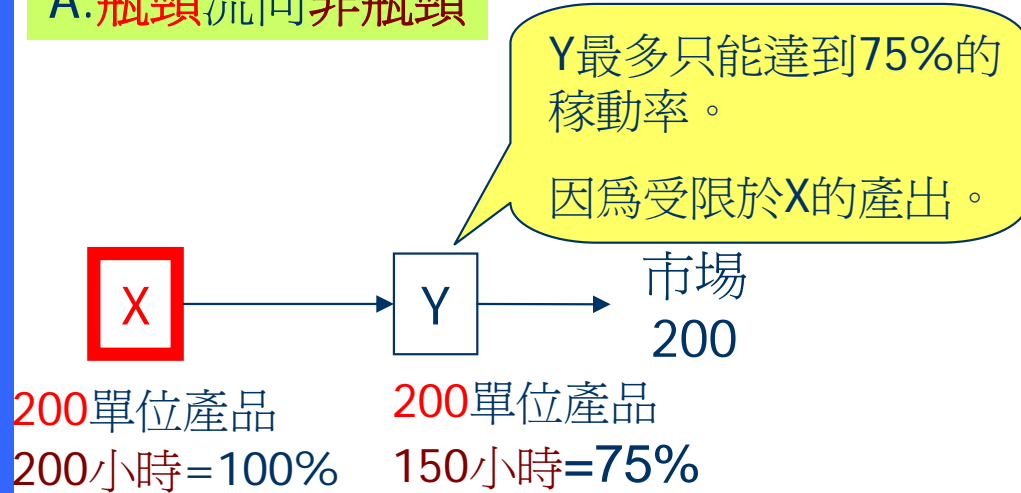 A.瓶頸流向非瓶頸
Y最多只能達到75%的
稼動率。
因為受限於X的產出。
X
Y
市場
200
200單位產品
200小時=100%
200單位產品
150小時=75%